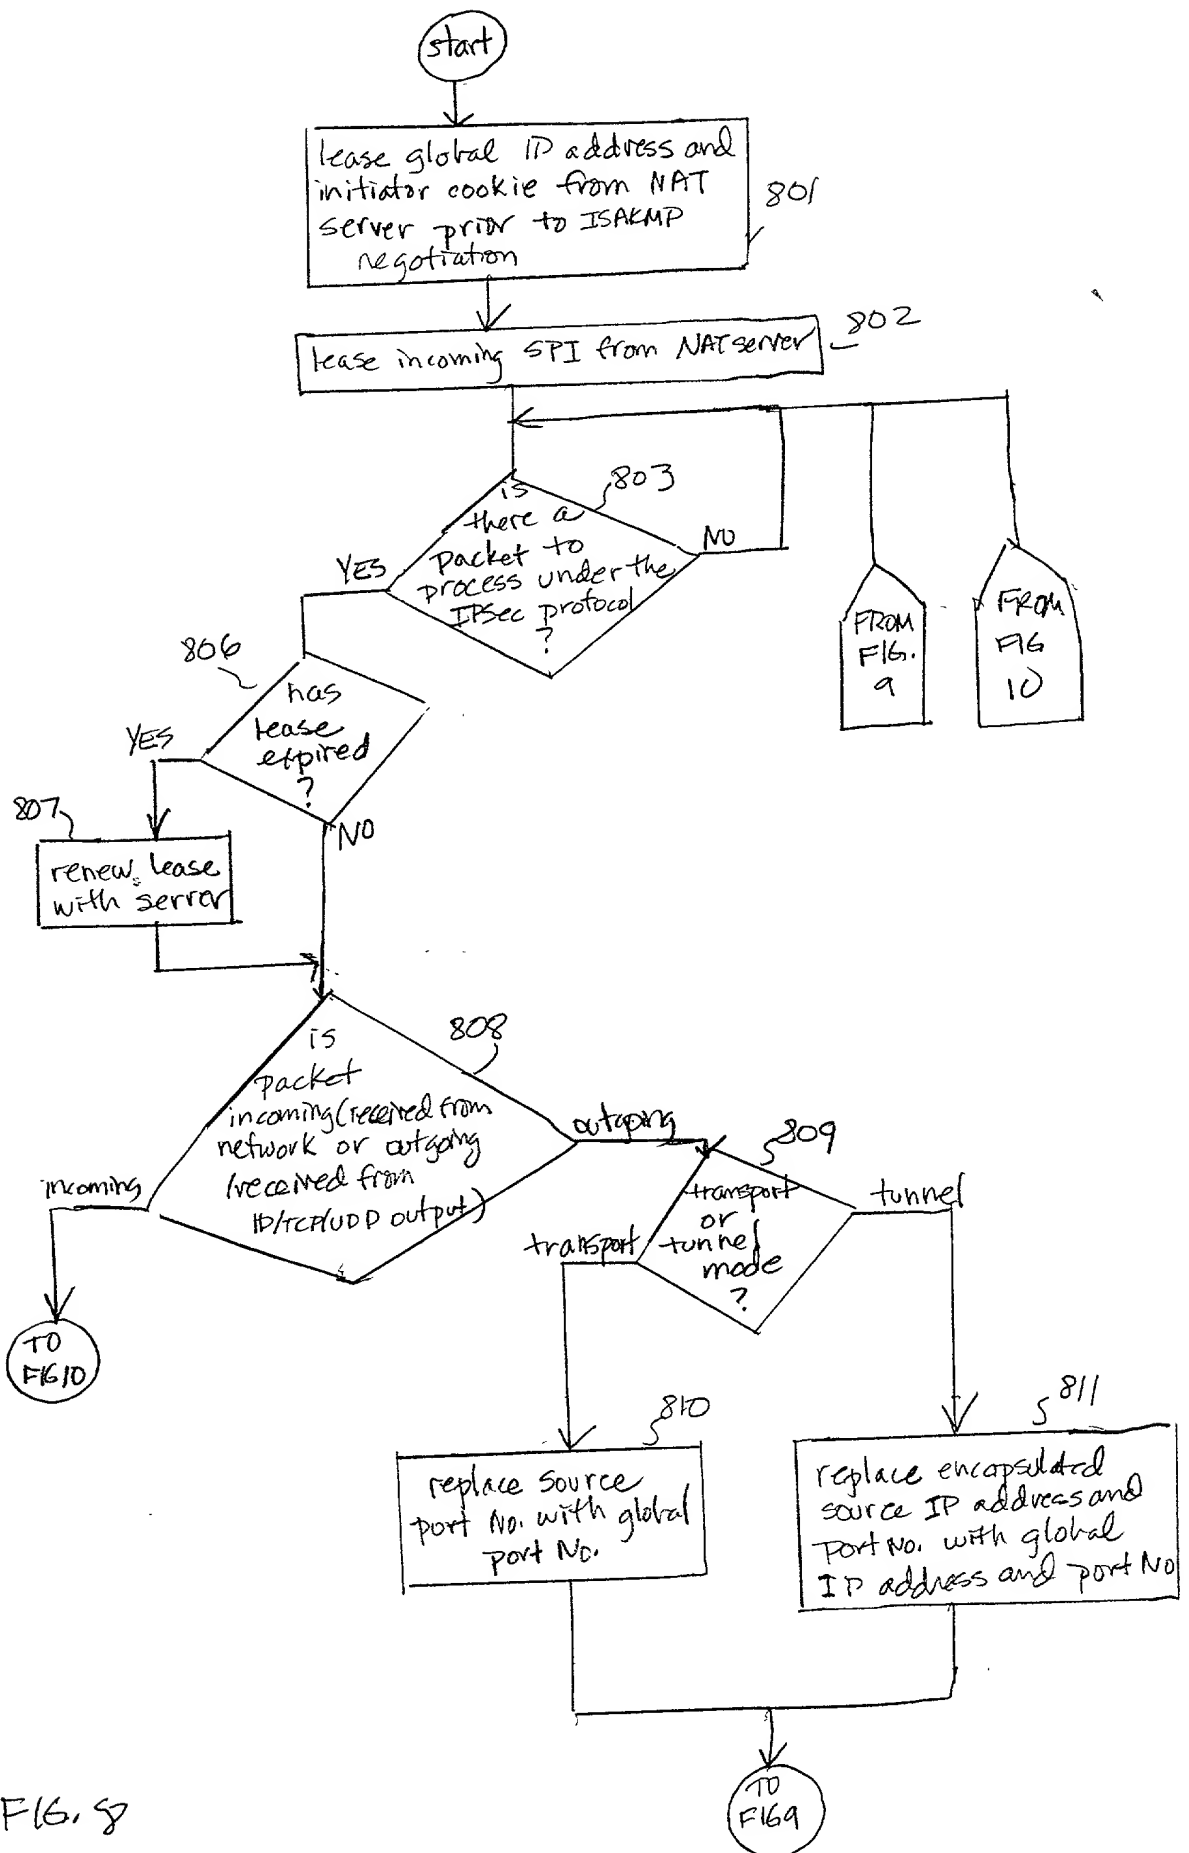 start
lease global IP address and
initiator cookie from NAT
server prior to ISAKMP
negotiation
801
lease incoming SPI from NAT server
802
is
there a
packet to
process under the
IPSec protocol
?
803
YES
NO
FROM
FIG.
9
FROM
FIG
10
806
has
lease
expired
?
YES
NO
807
renew lease
with server
808
is
packet
incoming (received from
network or outgoing
(received from
IP/TCP/UDP output)
incoming
outgoing
TO
FIG10
809
transport
or
tunnel
mode
?
transport
tunnel
810
replace source
port No. with global
port No.
811
replace encapsulated
source IP address and
port No. with global
IP address and port No
TO
FIG9
FIG. 8